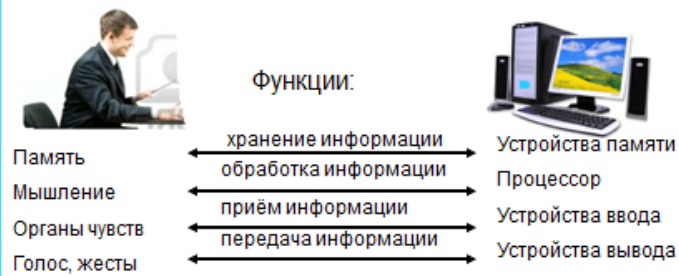 Функции:
Память
хранение информации
Устройства памяти
Мышление
обработка информации
Процессор
Органы чувств
приём информации
Устройства ввода
Голос, жесты
передача информации
Устройства вывода